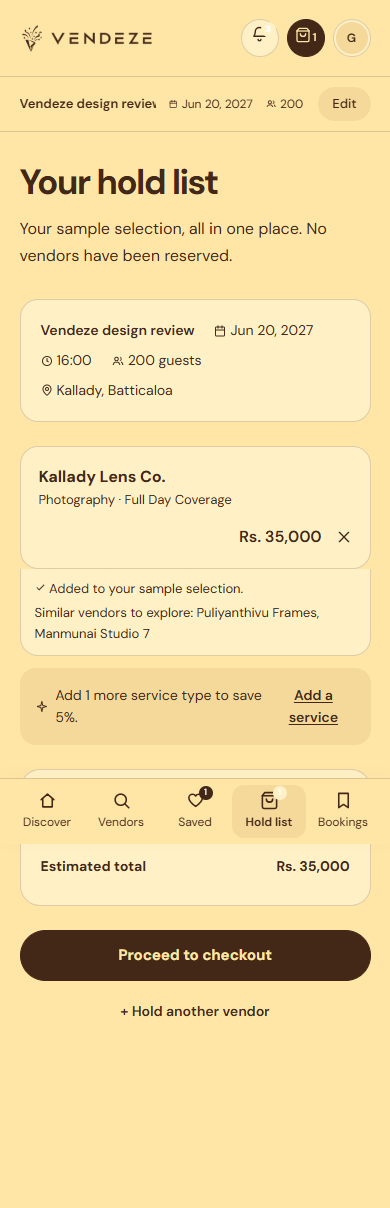 VENDEZE
1
G
Vendeze design review Jun 20, 2027 200 Edit
Your hold list
Your sample selection, all in one place. No
vendors have been reserved.
Vendeze design review Jun 20, 2027
16:00 200 guests
Kallady, Batticaloa
Kallady Lens Co.
Photography · Full Day Coverage
Rs. 35,000
✓ Added to your sample selection.
Similar vendors to explore: Puliyanthivu Frames,
Manmunai Studio 7
Add 1 more service type to save
5%.
Add a
service
1
Discover Vendors Saved Hold list Bookings
Estimated total Rs. 35,000
Proceed to checkout
+ Hold another vendor